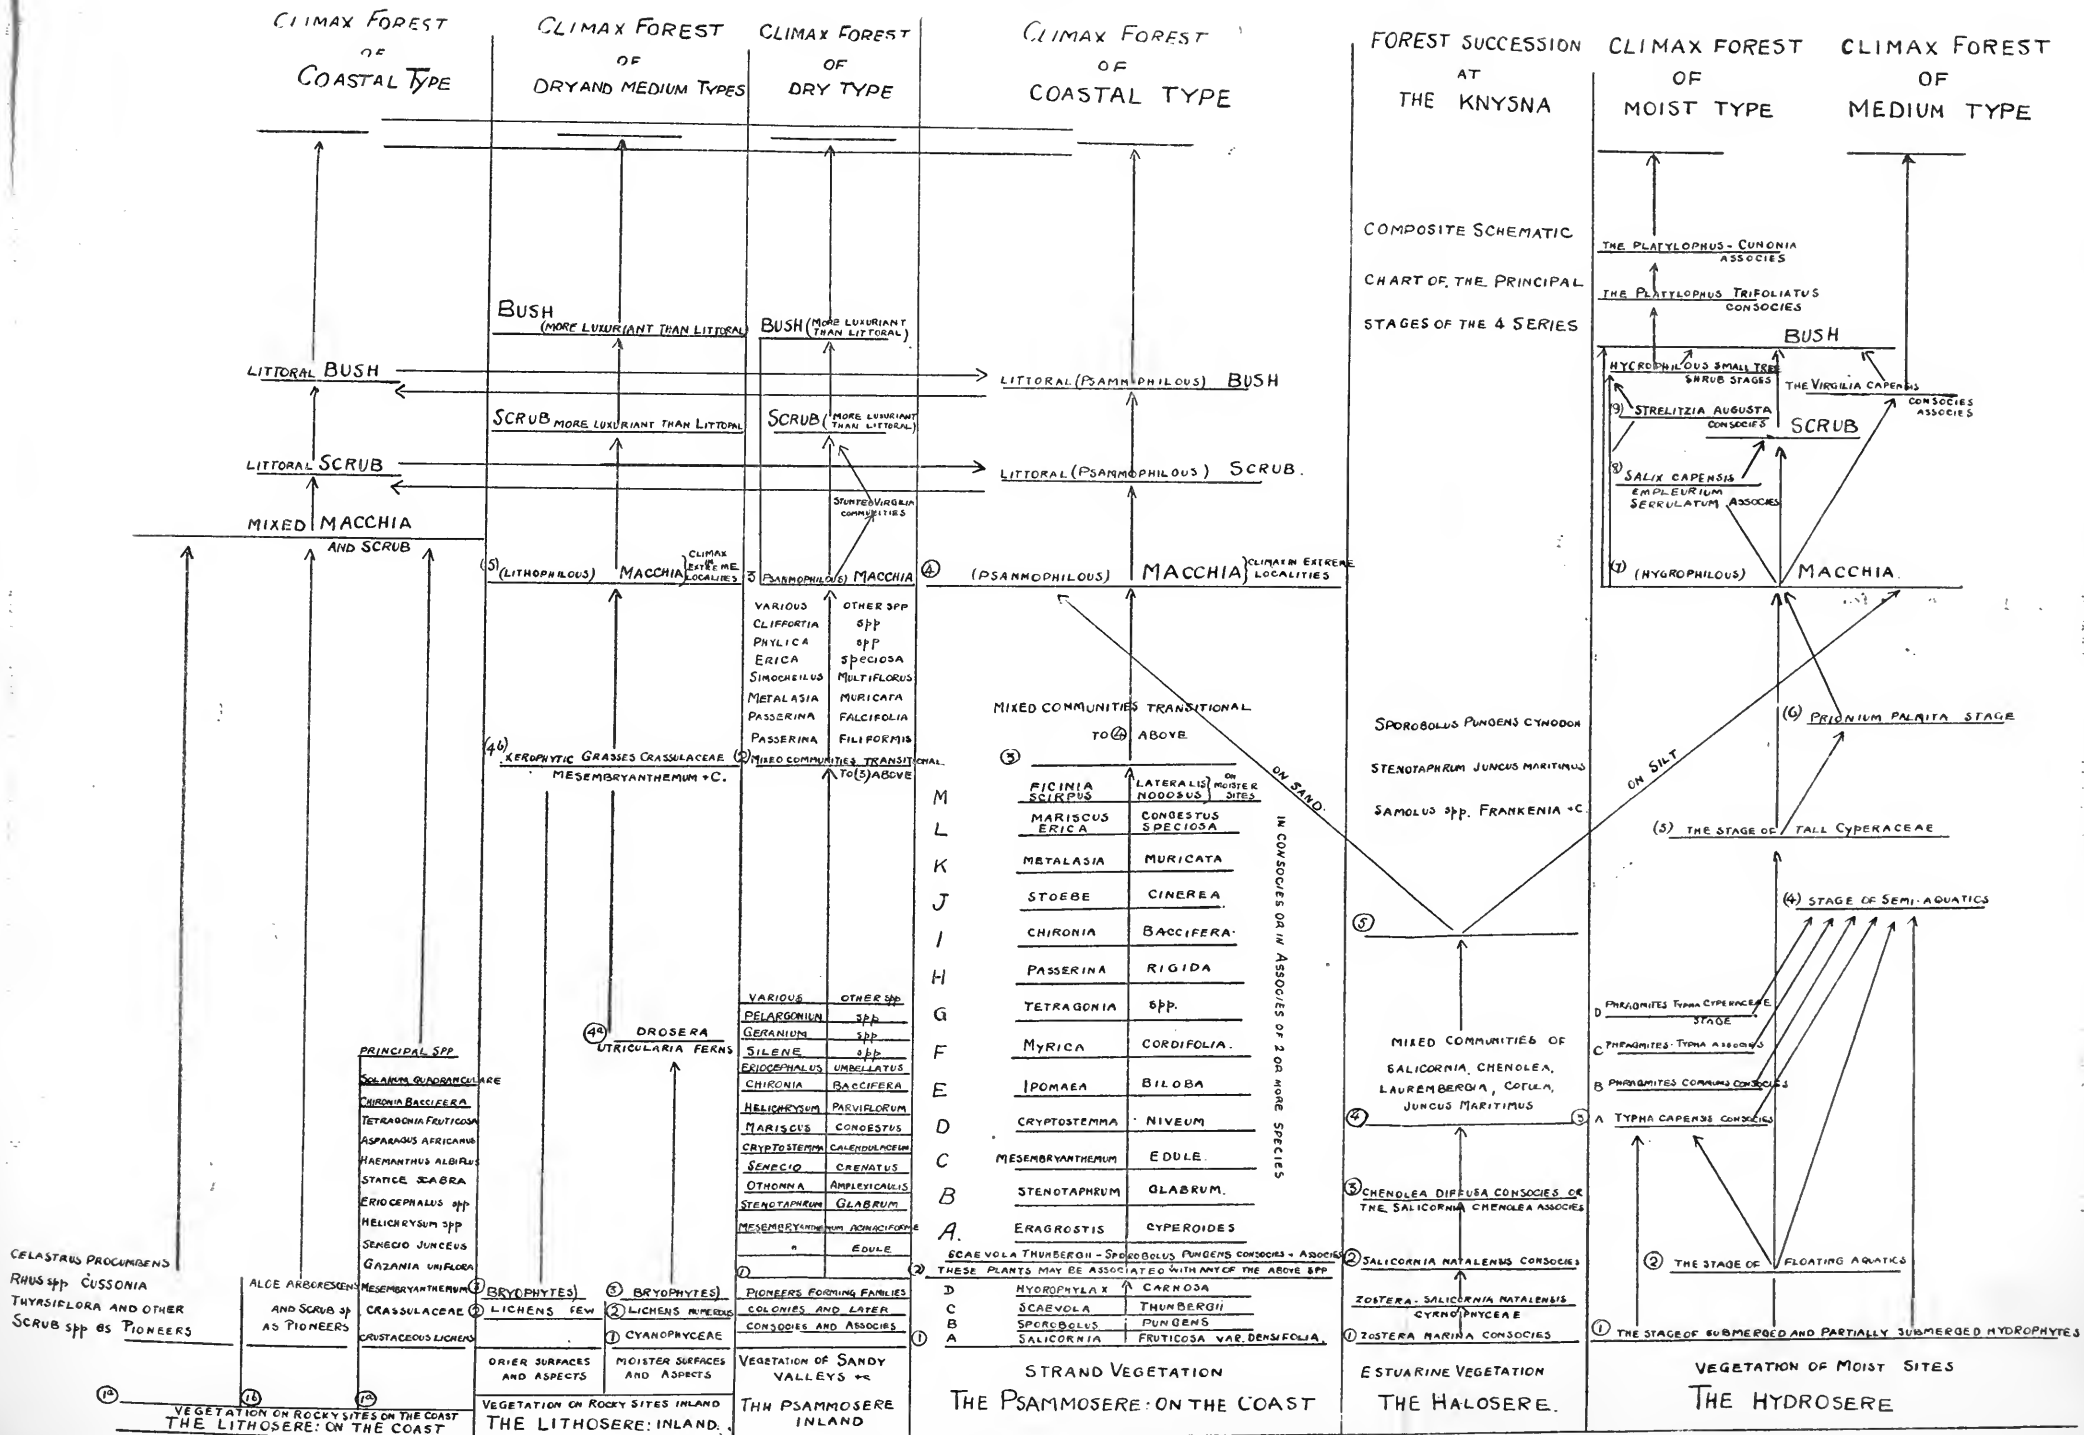 CLIMAX FOREST
OF
COASTAL TYPE
LITTORAL BUSH
LITTORAL SCRUB
MIXED MACCHIA
AND SCRUB
PRINCIPAL SPP
SOLANUM QUADRANGULARE
CHIRONIA BACCIFERA
TETRAGONIA FRUTICOSA
ASPARAGUS AFRICANUS
HAEMANTHUS ALBIFLOS
STATICE SCABRA
ERIOCEPHALUS spp
HELICHRYSUM spp
SENECIO JUNCEUS
GAZANIA UNIFLORA
MESEMBRYANTHEMUM
CRASSULACEAE
CRUSTACEOUS LICHENS
CELASTRUS PROCUMBENS
RHUS spp CUSSONIA
THYRSIFLORA AND OTHER
SCRUB spp as PIONEERS
ALOE ARBORESCENS
AND SCRUB sp
AS PIONEERS
1a
1b
1a
VEGETATION ON ROCKY SITES ON THE COAST
THE LITHOSERE: ON THE COAST
CLIMAX FOREST
OF
DRY AND MEDIUM TYPES
BUSH
(MORE LUXURIANT THAN LITTORAL)
SCRUB MORE LUXURIANT THAN LITTORAL
(5) (LITHOPHILOUS) MACCHIA } CLIMAX
IN EXTREME
LOCALITIES
(4b) XEROPHYTIC GRASSES CRASSULACEAE
MESEMBRYANTHEMUM +C.
4a DROSERA
UTRICULARIA FERNS
3 BRYOPHYTES)
2 LICHENS FEW
3 BRYOPHYTES)
2 LICHENS NUMEROUS
1 CYANOPHYCEAE
DRIER SURFACES
AND ASPECTS
MOISTER SURFACES
AND ASPECTS
VEGETATION ON ROCKY SITES INLAND
THE LITHOSERE: INLAND.
CLIMAX FOREST
OF
DRY TYPE
BUSH (MORE LUXURIANT
THAN LITTORAL)
SCRUB (MORE LUXURIANT
THAN LITTORAL)
STUNTED VIRGILIA
COMMUNITIES
3 PSAMMOPHILOUS) MACCHIA
VARIOUS OTHER SPP
CLIFFORTIA spp
PHYLICA spp
ERICA SPECIOSA
SIMOCHEILUS MULTIFLORUS
METALASIA MURICATA
PASSERINA FALCIFOLIA
PASSERINA FILIFORMIS
(2) MIXED COMMUNITIES TRANSITIONAL
TO (3) ABOVE
VARIOUS OTHER spp
PELARGONIUM spp
GERANIUM spp
SILENE spp
ERIOCEPHALUS UMBELLATUS
CHIRONIA BACCIFERA
HELICHRYSUM PARVIFLORUM
MARISCUS CONGESTUS
CRYPTOSTEMMA CALENDULACEUM
SENECIO CRENATUS
OTHONNA AMPLEXICAULIS
STENOTAPHRUM GLABRUM
MESEMBRYANTHEMUM ACINACIFORME
" EDULE
1
PIONEERS FORMING FAMILIES
COLONIES AND LATER
CONSOCIES AND ASSOCIES
VEGETATION OF SANDY
VALLEYS +c
THH PSAMMOSERE
INLAND
CLIMAX FOREST
OF
COASTAL TYPE
LITTORAL (PSAMMOPHILOUS) BUSH
LITTORAL (PSAMMOPHILOUS) SCRUB.
4 (PSAMMOPHILOUS) MACCHIA } CLIMAX IN EXTREME
LOCALITIES
MIXED COMMUNITIES TRANSITIONAL
TO 4 ABOVE
3
M FICINIA LATERALIS } ON
SCIRPUS NODOSUS MOISTER
SITES
L MARISCUS CONGESTUS
ERICA SPECIOSA
K METALASIA MURICATA
J STOEBE CINEREA
I CHIRONIA BACCIFERA.
H PASSERINA RIGIDA
G TETRAGONIA spp.
F MYRICA CORDIFOLIA.
E IPOMAEA BILOBA
D CRYPTOSTEMMA NIVEUM
C MESEMBRYANTHEMUM EDULE.
B STENOTAPHRUM GLABRUM.
A. ERAGROSTIS CYPEROIDES
IN CONSOCIES OR IN ASSOCIES OF 2 OR MORE SPECIES
SCAEVOLA THUNBERGII - SPOROBOLUS PUNGENS CONSOCIES + ASSOCIES
2 THESE PLANTS MAY BE ASSOCIATED WITH ANY OF THE ABOVE SPP
D HYDROPHYLAX CARNOSA
C SCAEVOLA THUNBERGII
B SPOROBOLUS PUNGENS
1 A SALICORNIA FRUTICOSA VAR. DENSIFOLIA.
STRAND VEGETATION
THE PSAMMOSERE: ON THE COAST
FOREST SUCCESSION
AT
THE KNYSNA
COMPOSITE SCHEMATIC
CHART OF THE PRINCIPAL
STAGES OF THE 4 SERIES
SPOROBOLUS PUNGENS CYNODON
STENOTAPHRUM JUNCUS MARITIMUS
SAMOLUS spp. FRANKENIA +C.
ON SAND.
ON SILT
5
MIXED COMMUNITIES OF
SALICORNIA, CHENOLEA,
LAUREMBERGIA, COTULA,
JUNCUS MARITIMUS
4
3 CHENOLEA DIFFUSA CONSOCIES OR
THE SALICORNIA CHENOLEA ASSOCIES
2 SALICORNIA NATALENSIS CONSOCIES
ZOSTERA - SALICORNIA NATALENSIS
CYRNOPHYCEAE
1 ZOSTERA MARINA CONSOCIES
ESTUARINE VEGETATION
THE HALOSERE.
CLIMAX FOREST
OF
MOIST TYPE
CLIMAX FOREST
OF
MEDIUM TYPE
THE PLATYLOPHUS - CUNONIA
ASSOCIES
THE PLATYLOPHUS TRIFOLIATUS
CONSOCIES
BUSH
HYGROPHILOUS SMALL TREE
SHRUB STAGES
THE VIRGILIA CAPENSIS
CONSOCIES
ASSOCIES
(9) STRELITZIA AUGUSTA
CONSOCIES
SCRUB
(8) SALIX CAPENSIS
EMPLEURIUM
SERRULATUM ASSOCIES
(7) (HYGROPHILOUS) MACCHIA.
(6) PRIONIUM PALMITA STAGE
(5) THE STAGE OF TALL CYPERACEAE
(4) STAGE OF SEMI-AQUATICS
D PHRAGMITES TYPHA CYPERACEAE
STAGE
C PHRAGMITES-TYPHA ASSOCIES
B PHRAGMITES COMMUNIS CONSOCIES
3 A TYPHA CAPENSIS CONSOCIES
2 THE STAGE OF FLOATING AQUATICS
1 THE STAGE OF SUBMERGED AND PARTIALLY SUBMERGED HYDROPHYTES
VEGETATION OF MOIST SITES
THE HYDROSERE